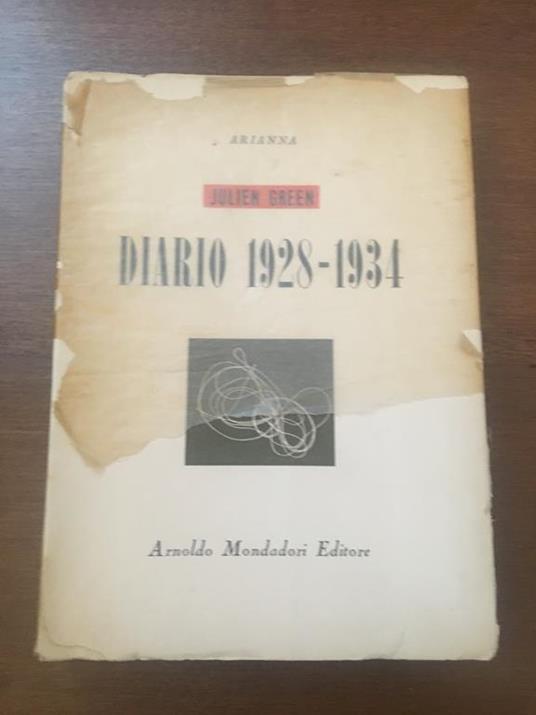 ARIANNA
JULIEN GREEN
DIARIO 1928-1934
Arnoldo Mondadori Editore